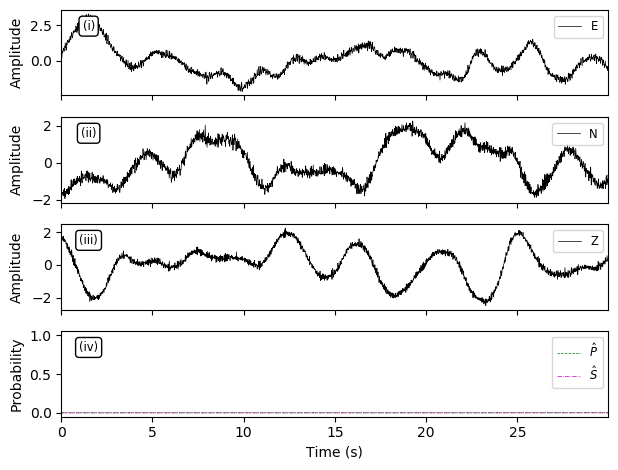 Amplitude
2.5
0.0
(i)
E
Amplitude
2
0
−2
(ii)
N
Amplitude
2
0
−2
(iii)
Z
Probability
1.0
0.5
0.0
(iv)
P̂
Ŝ
0 5 10 15 20 25
Time (s)